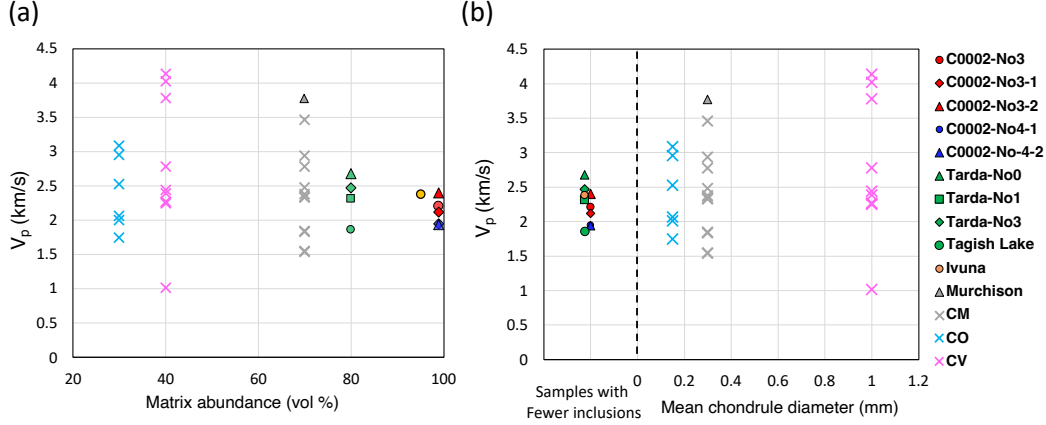 (a)
4.5
4
3.5
3
2.5
2
1.5
1
0.5
0
Vp (km/s)
20
40
60
80
100
Matrix abundance (vol %)
(b)
4.5
4
3.5
3
2.5
2
1.5
1
0.5
0
Vp (km/s)
Samples with
Fewer inclusions
0
0.2
0.4
0.6
0.8
1
Mean chondrule diameter (mm)
C0002-No3
C0002-No3-1
C0002-No3-2
C0002-No4-1
C0002-No-4-2
Tarda-No0
Tarda-No1
Tarda-No3
Tagish Lake
Ivuna
Murchison
CM
CO
CV